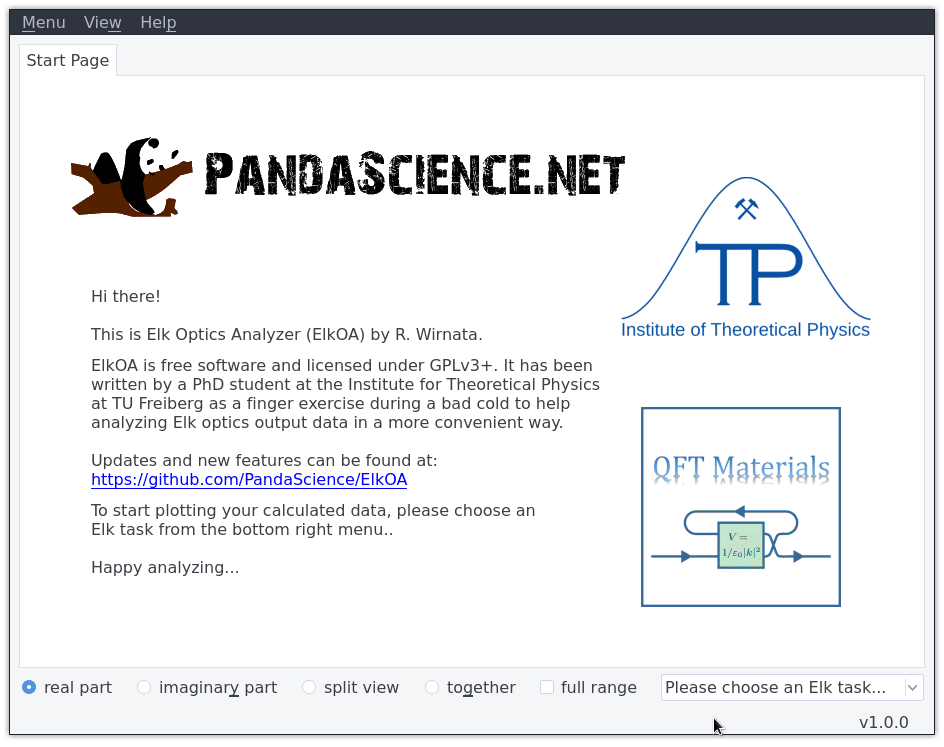 Menu View Help
Start Page
PANDASCIENCE.NET
TP
Institute of Theoretical Physics
Hi there!
This is Elk Optics Analyzer (ElkOA) by R. Wirnata.
ElkOA is free software and licensed under GPLv3+. It has been
written by a PhD student at the Institute for Theoretical Physics
at TU Freiberg as a finger exercise during a bad cold to help
analyzing Elk optics output data in a more convenient way.
Updates and new features can be found at:
https://github.com/PandaScience/ElkOA
To start plotting your calculated data, please choose an
Elk task from the bottom right menu..
Happy analyzing...
QFT Materials
V =
1/ε₀|k|²
real part imaginary part split view together full range Please choose an Elk task...
v1.0.0